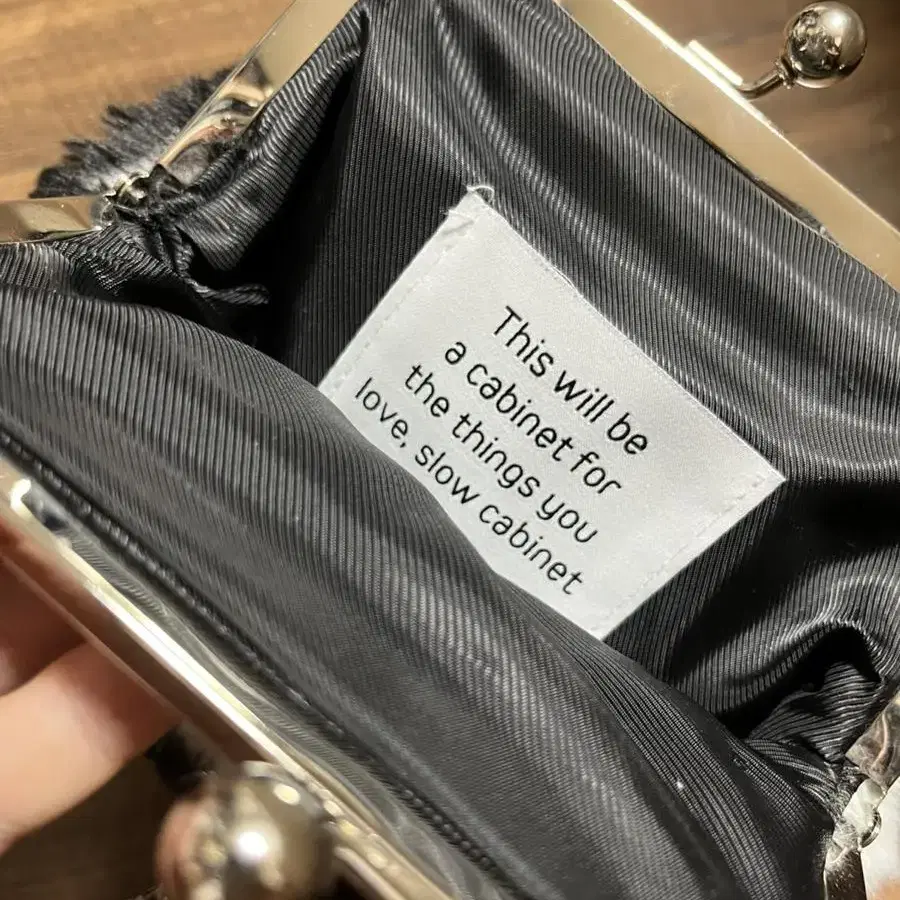 This will be
a cabinet for
the things you
love, slow cabinet